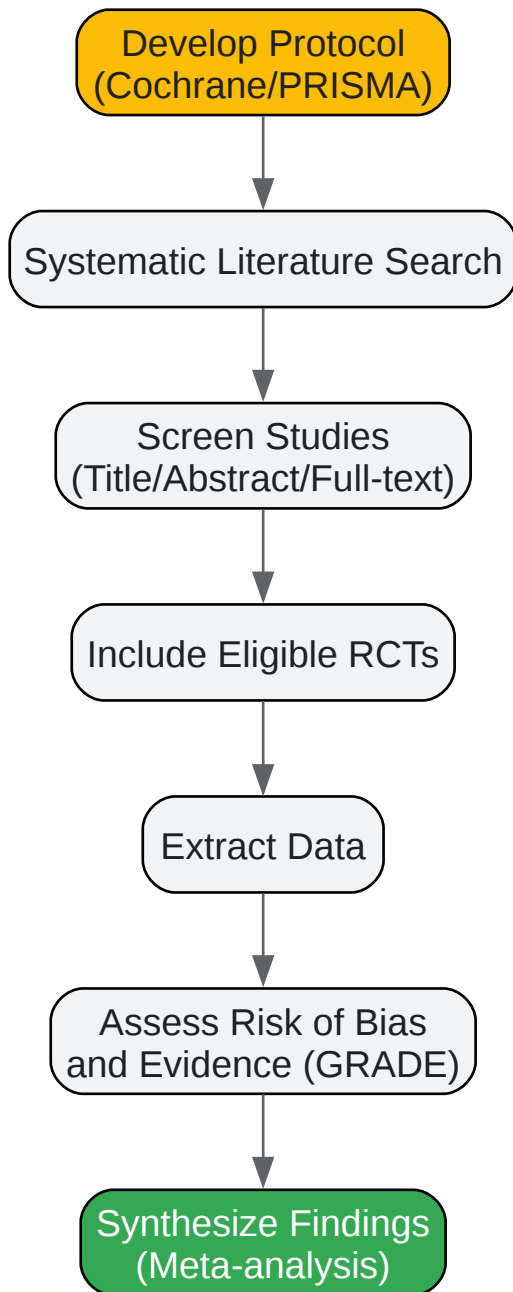 Develop Protocol
(Cochrane/PRISMA)
Systematic Literature Search
Screen Studies
(Title/Abstract/Full-text)
Include Eligible RCTs
Extract Data
Assess Risk of Bias
and Evidence (GRADE)
Synthesize Findings
(Meta-analysis)